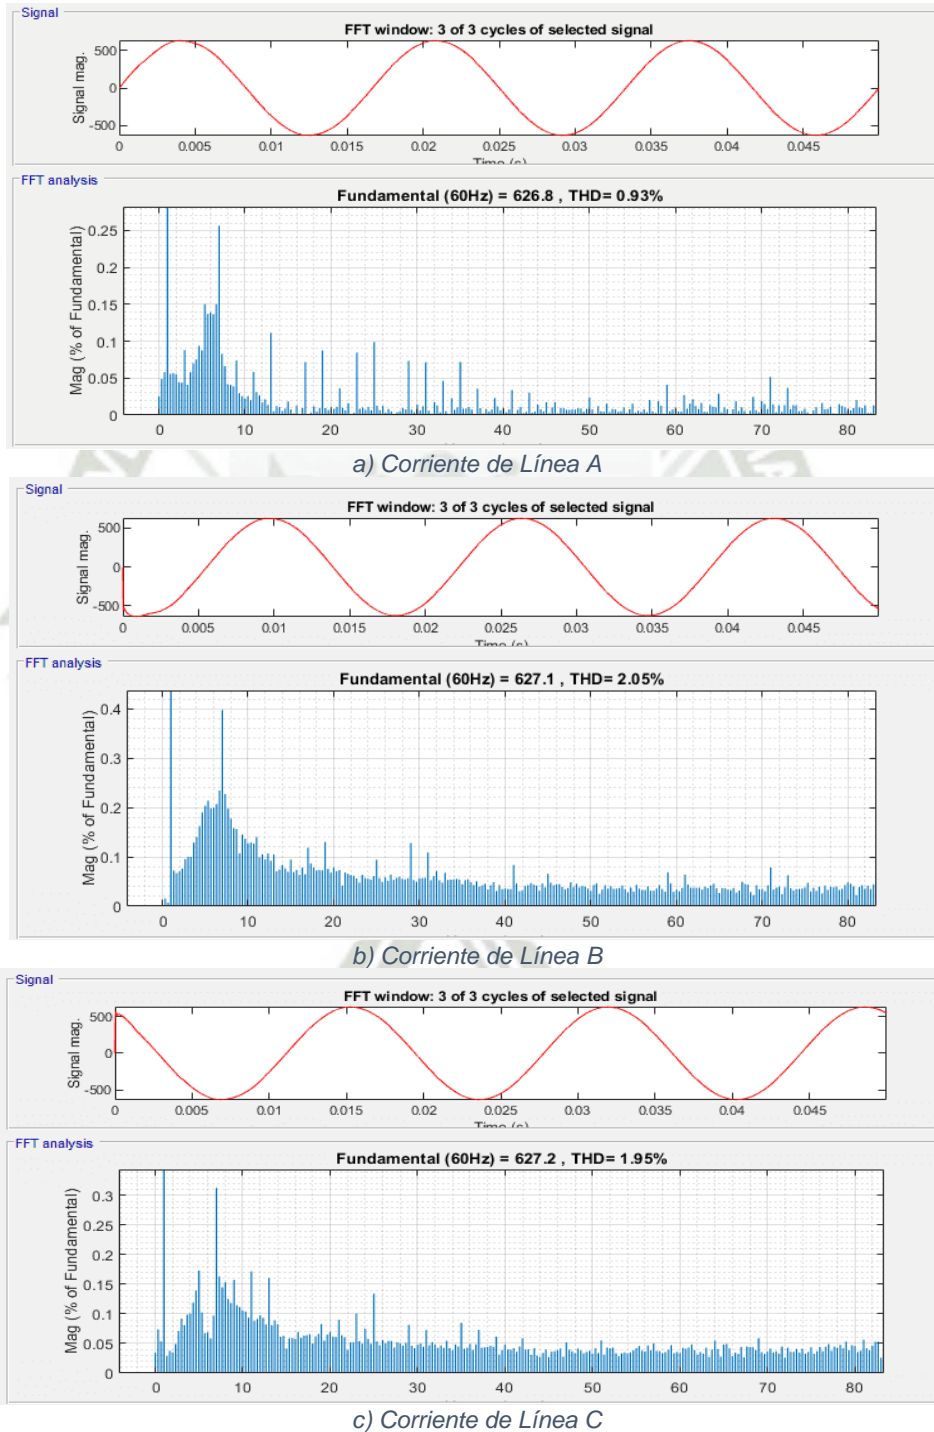 Signal
FFT window: 3 of 3 cycles of selected signal
Signal mag.
500
0
-500
0 0.005 0.01 0.015 0.02 0.025 0.03 0.035 0.04 0.045
Time (s)
FFT analysis
Fundamental (60Hz) = 626.8 , THD= 0.93%
Mag (% of Fundamental)
0.25
0.2
0.15
0.1
0.05
0
0 10 20 30 40 50 60 70 80
a) Corriente de Línea A
Signal
FFT window: 3 of 3 cycles of selected signal
Signal mag.
500
0
-500
0 0.005 0.01 0.015 0.02 0.025 0.03 0.035 0.04 0.045
Time (s)
FFT analysis
Fundamental (60Hz) = 627.1 , THD= 2.05%
Mag (% of Fundamental)
0.4
0.3
0.2
0.1
0
0 10 20 30 40 50 60 70 80
b) Corriente de Línea B
Signal
FFT window: 3 of 3 cycles of selected signal
Signal mag.
500
0
-500
0 0.005 0.01 0.015 0.02 0.025 0.03 0.035 0.04 0.045
Time (s)
FFT analysis
Fundamental (60Hz) = 627.2 , THD= 1.95%
Mag (% of Fundamental)
0.3
0.25
0.2
0.15
0.1
0.05
0
0 10 20 30 40 50 60 70 80
c) Corriente de Línea C